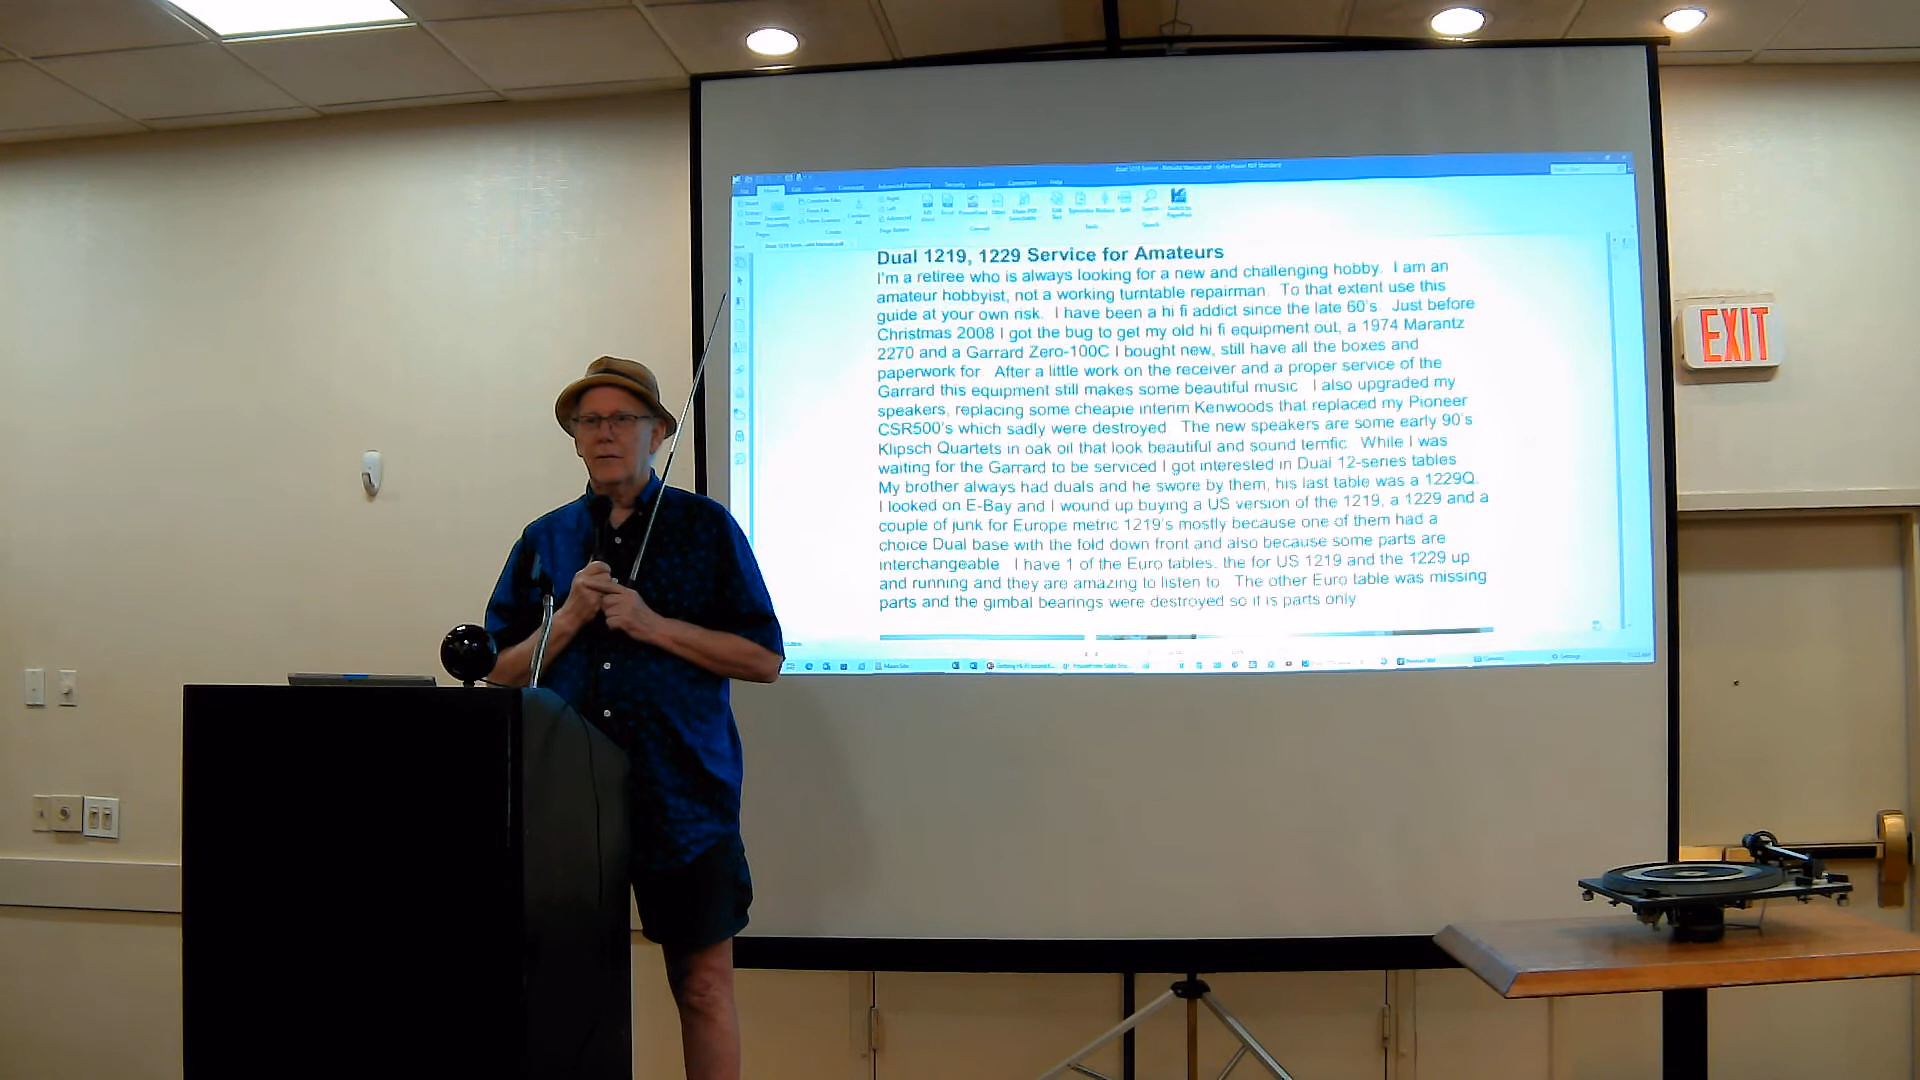 Dual 1219, 1229 Service for Amateurs
I'm a retiree who is always looking for a new and challenging hobby. I am an
amateur hobbyist, not a working turntable repairman. To that extent use this
guide at your own risk. I have been a hi fi addict since the late 60's. Just before
Christmas 2008 I got the bug to get my old hi fi equipment out, a 1974 Marantz
2270 and a Garrard Zero-100C I bought new, still have all the boxes and
paperwork for. After a little work on the receiver and a proper service of the
Garrard this equipment still makes some beautiful music. I also upgraded my
speakers, replacing some cheapie interim Kenwoods that replaced my Pioneer
CSR500's which sadly were destroyed. The new speakers are some early 90's
Klipsch Quartets in oak oil that look beautiful and sound terrific. While I was
waiting for the Garrard to be serviced I got interested in Dual 12-series tables.
My brother always had duals and he swore by them, his last table was a 1229Q.
I looked on E-Bay and I wound up buying a US version of the 1219, a 1229 and a
couple of junk for Europe metric 1219's mostly because one of them had a
choice Dual base with the fold down front and also because some parts are
interchangeable. I have 1 of the Euro tables, the for US 1219 and the 1229 up
and running and they are amazing to listen to. The other Euro table was missing
parts and the gimbal bearings were destroyed so it is parts only
EXIT